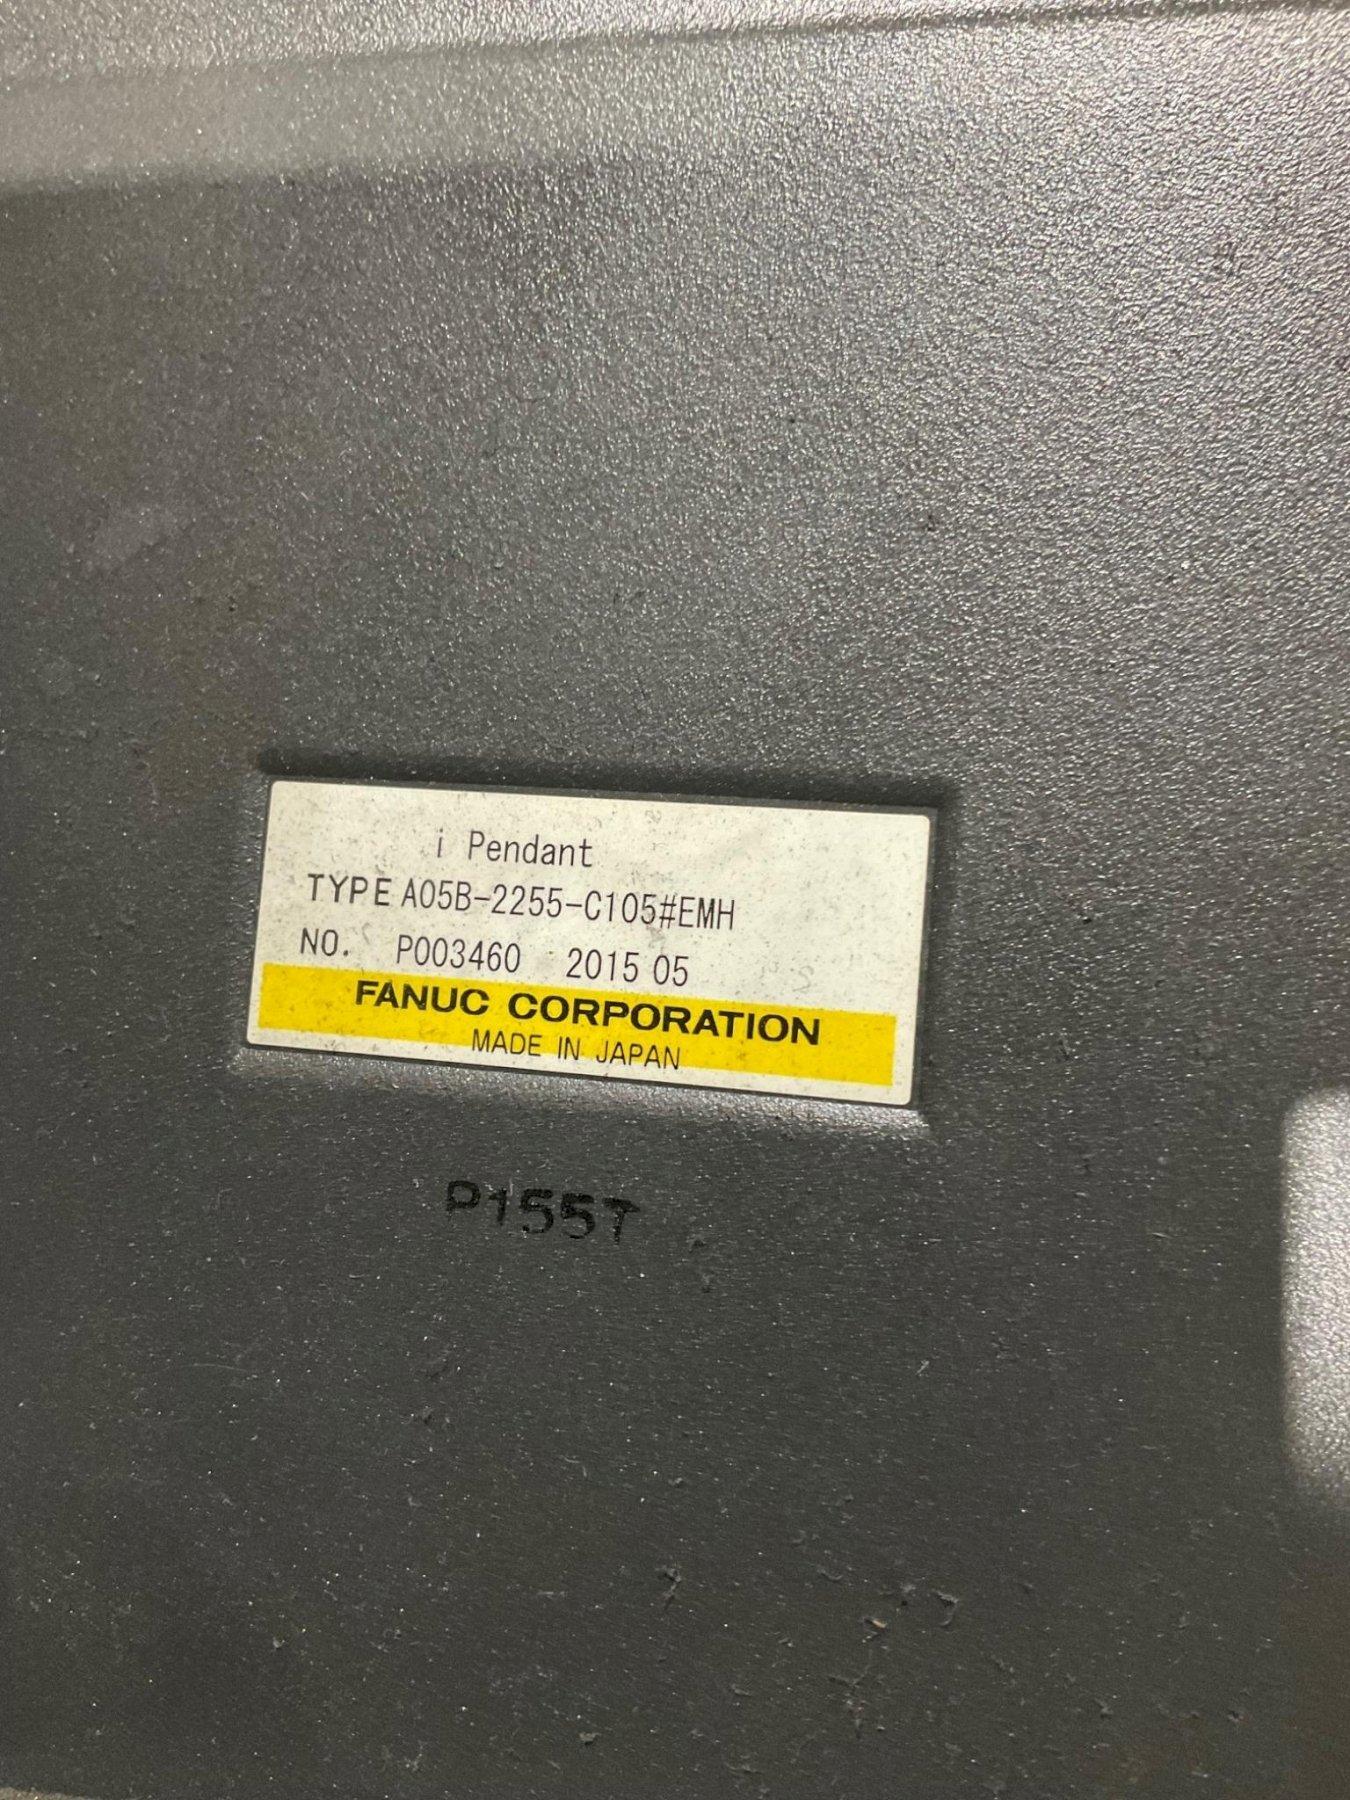 i Pendant
TYPE A05B-2255-C105#EMH
NO. P003460 2015 05
FANUC CORPORATION
MADE IN JAPAN
P155T